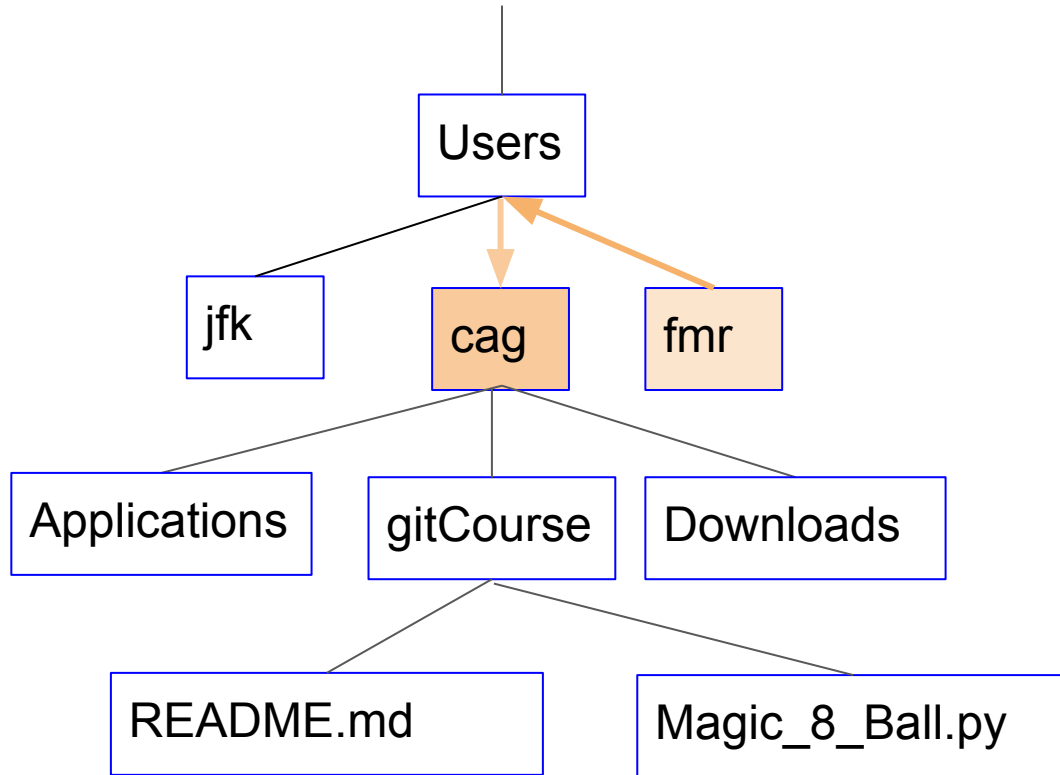 Users
jfk
cag
fmr
Applications
gitCourse
Downloads
README.md
Magic_8_Ball.py